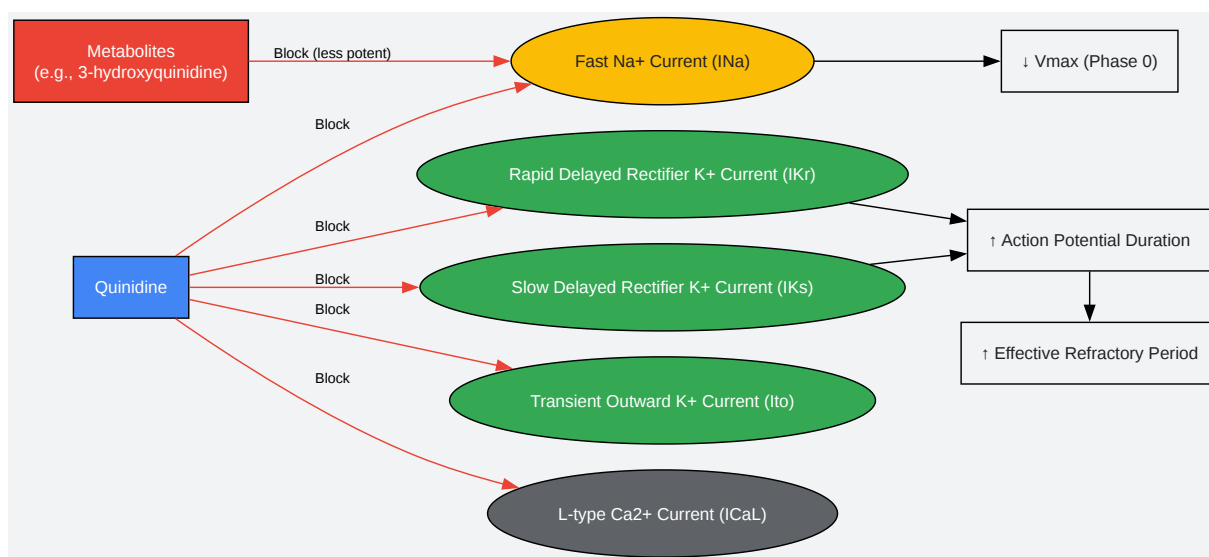 Metabolites
(e.g., 3-hydroxyquinidine)
Block (less potent)
Fast Na+ Current (INa)
↓ Vmax (Phase 0)
Block
Rapid Delayed Rectifier K+ Current (IKr)
Block
↑ Action Potential Duration
Quinidine
Block
Slow Delayed Rectifier K+ Current (IKs)
Block
↑ Effective Refractory Period
Block
Transient Outward K+ Current (Ito)
L-type Ca2+ Current (ICaL)